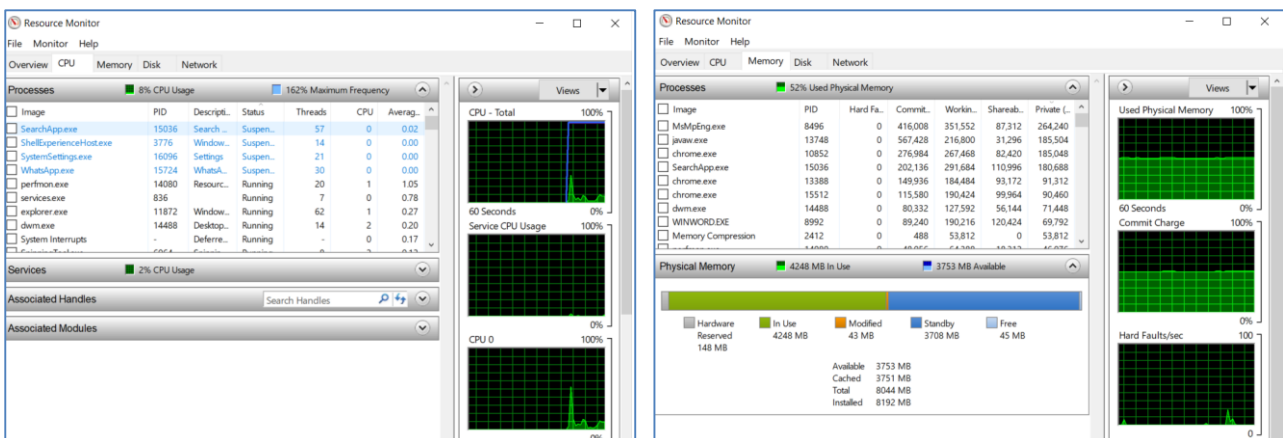 Resource Monitor
File Monitor Help
Overview CPU Memory Disk Network
Processes 8% CPU Usage 162% Maximum Frequency
Image PID Descripti... Status Threads CPU Averag...
SearchApp.exe 15036 Search ... Suspen... 57 0 0.02
ShellExperienceHost.exe 3776 Window... Suspen... 14 0 0.00
SystemSettings.exe 16096 Settings Suspen... 21 0 0.00
WhatsApp.exe 15724 WhatsA... Suspen... 30 0 0.00
perfmon.exe 14080 Resourc... Running 20 1 1.05
services.exe 836 Running 7 0 0.78
explorer.exe 11872 Window... Running 62 1 0.27
dwm.exe 14488 Desktop... Running 14 2 0.20
System Interrupts - Deferre... Running - 0 0.17
Services 2% CPU Usage
Associated Handles Search Handles
Associated Modules
Views
CPU - Total 100%
60 Seconds 0%
Service CPU Usage 100%
0%
CPU 0 100%
0%
Resource Monitor
File Monitor Help
Overview CPU Memory Disk Network
Processes 52% Used Physical Memory
Image PID Hard Fa... Commit... Workin... Shareab... Private (...
MsMpEng.exe 8496 0 416,008 351,552 87,312 264,240
javaw.exe 13748 0 567,428 216,800 31,296 185,504
chrome.exe 10852 0 276,984 267,468 82,420 185,048
SearchApp.exe 15036 0 202,136 291,684 110,996 180,688
chrome.exe 13388 0 149,936 184,484 93,172 91,312
chrome.exe 15512 0 115,580 190,424 99,964 90,460
dwm.exe 14488 0 80,332 127,592 56,144 71,448
WINWORD.EXE 8992 0 89,240 190,216 120,424 69,792
Memory Compression 2412 0 488 53,812 0 53,812
Physical Memory 4248 MB In Use 3753 MB Available
Hardware Reserved 148 MB
In Use 4248 MB
Modified 43 MB
Standby 3708 MB
Free 45 MB
Available 3753 MB
Cached 3751 MB
Total 8044 MB
Installed 8192 MB
Views
Used Physical Memory 100%
60 Seconds 0%
Commit Charge 100%
0%
Hard Faults/sec 100
0